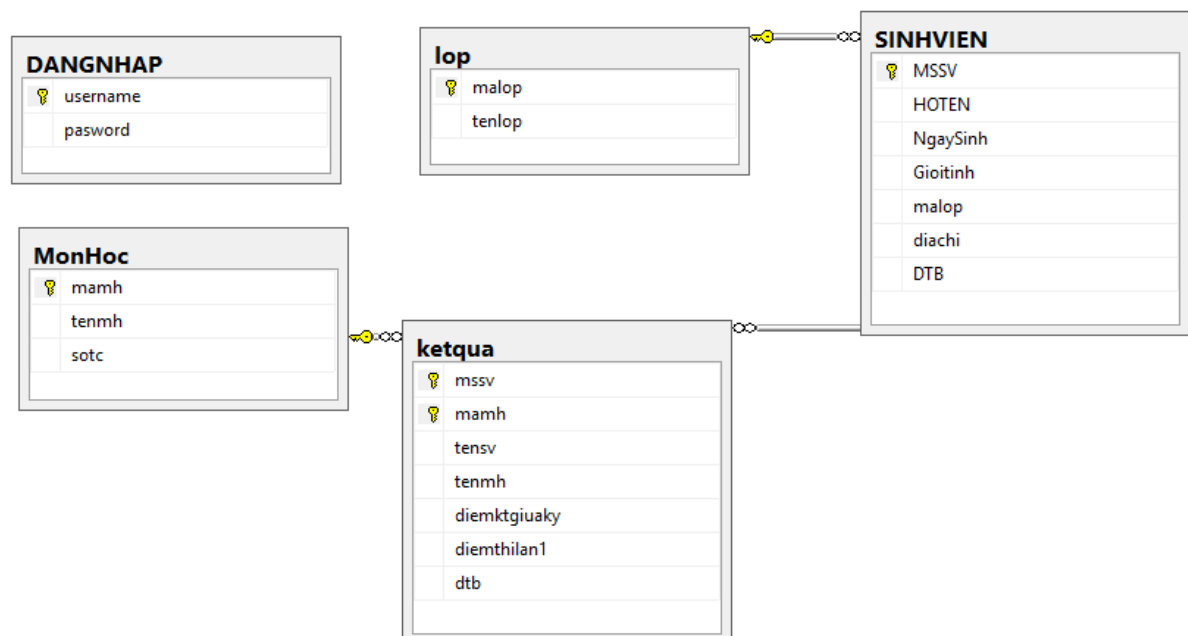 DANGNHAP
username
pasword
lop
malop
tenlop
SINHVIEN
MSSV
HOTEN
NgaySinh
Gioitinh
malop
diachi
DTB
MonHoc
mamh
tenmh
sotc
ketqua
mssv
mamh
tensv
tenmh
diemktgiuaky
diemthilan1
dtb